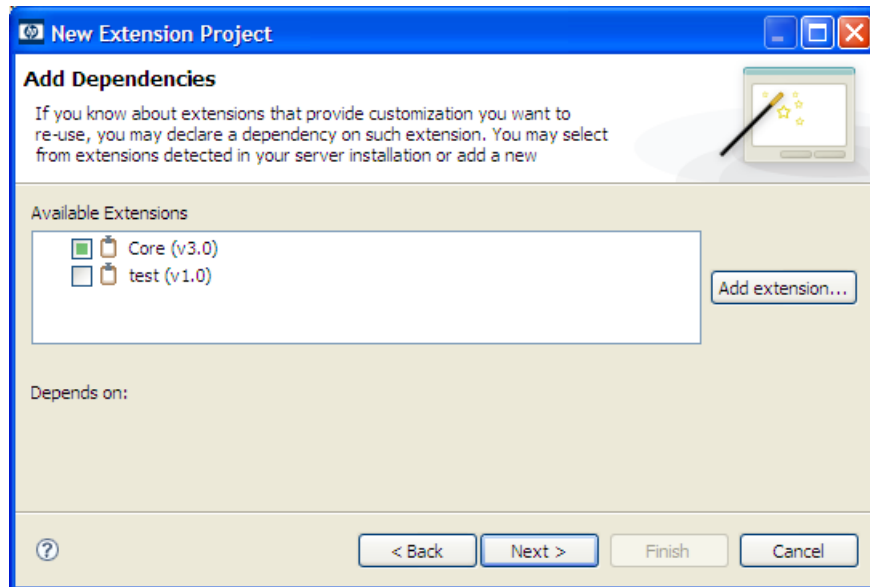 New Extension Project
Add Dependencies
If you know about extensions that provide customization you want to
re-use, you may declare a dependency on such extension. You may select
from extensions detected in your server installation or add a new
Available Extensions
Core (v3.0)
test (v1.0)
Add extension...
Depends on:
< Back
Next >
Finish
Cancel